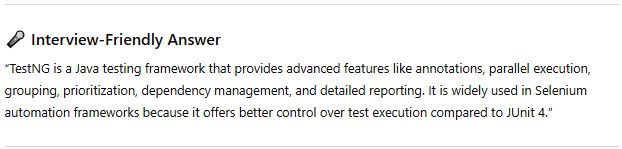 🎤 Interview-Friendly Answer
“TestNG is a Java testing framework that provides advanced features like annotations, parallel execution,
grouping, prioritization, dependency management, and detailed reporting. It is widely used in Selenium
automation frameworks because it offers better control over test execution compared to JUnit 4.”